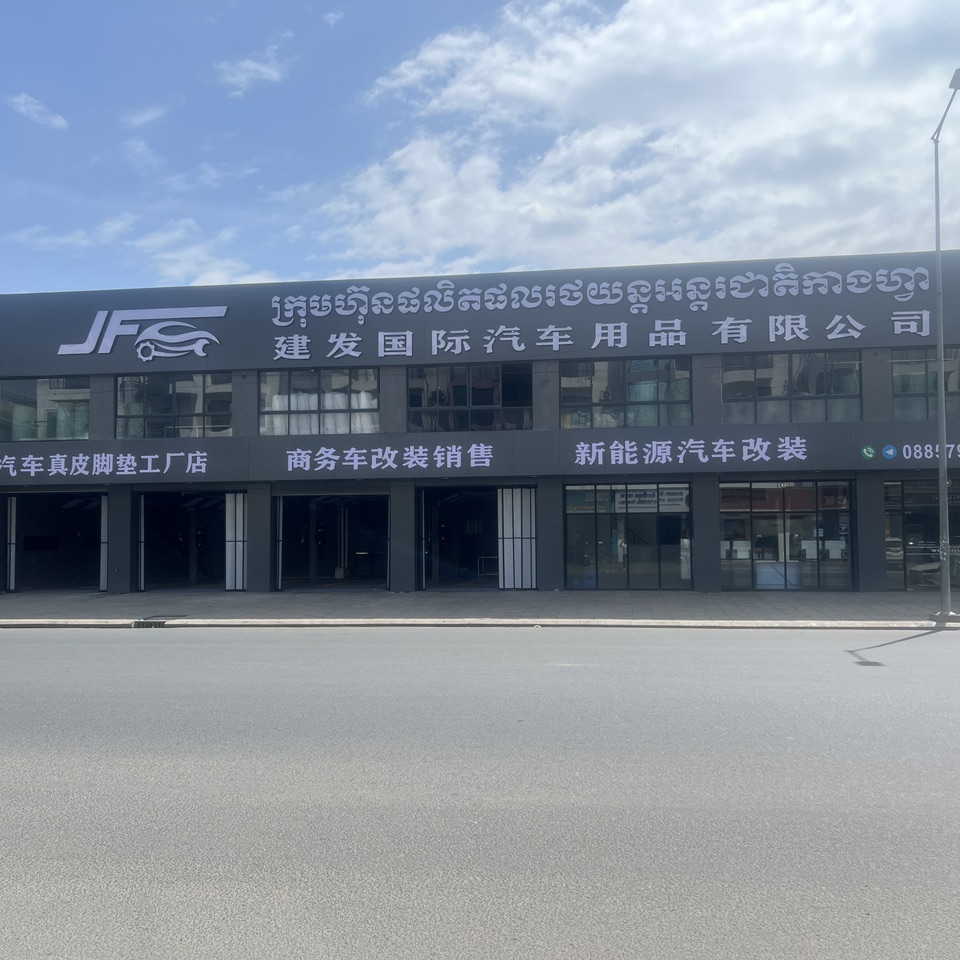 JF
ក្រុមហ៊ុនផលិតផលរថយន្តអន្តរជាតិកាងហ្វា
建发国际汽车用品有限公司
汽车真皮脚垫工厂店
商务车改装销售
新能源汽车改装
088579